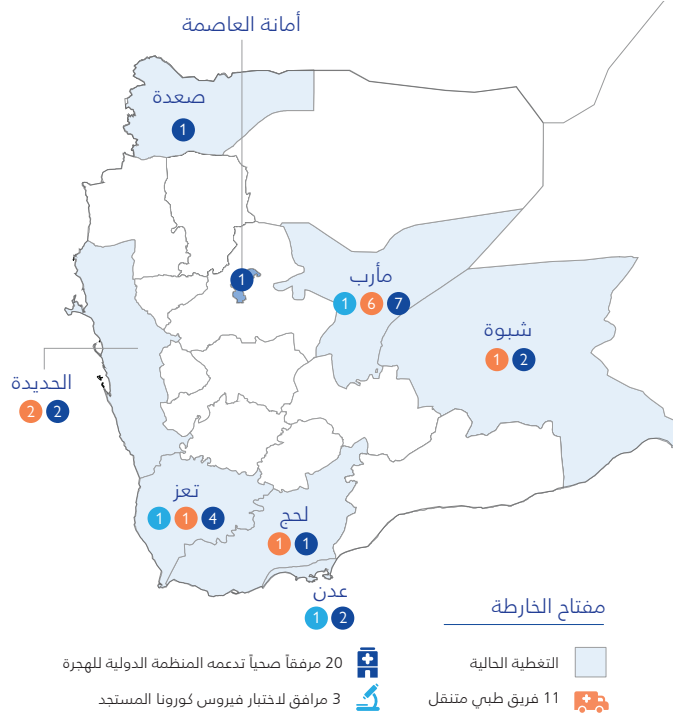 أمانة العاصمة
صعدة
1
1
مأرب
7 6 1
شبوة
2 1
الحديدة
2 2
تعز
4 1 1
لحج
1 1
عدن
2 1
مفتاح الخارطة
التغطية الحالية
20 مرفقاً صحياً تدعمه المنظمة الدولية للهجرة
11 فريق طبي متنقل
3 مرافق لاختبار فيروس كورونا المستجد